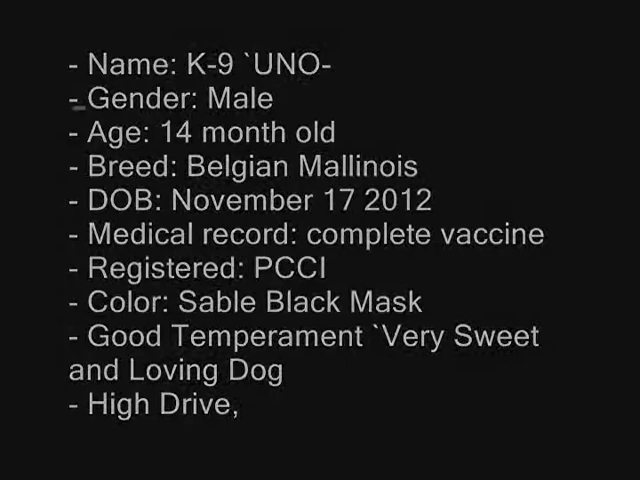 - Name: K-9 `UNO-
- Gender: Male
- Age: 14 month old
- Breed: Belgian Mallinois
- DOB: November 17 2012
- Medical record: complete vaccine
- Registered: PCCI
- Color: Sable Black Mask
- Good Temperament `Very Sweet
and Loving Dog
- High Drive,